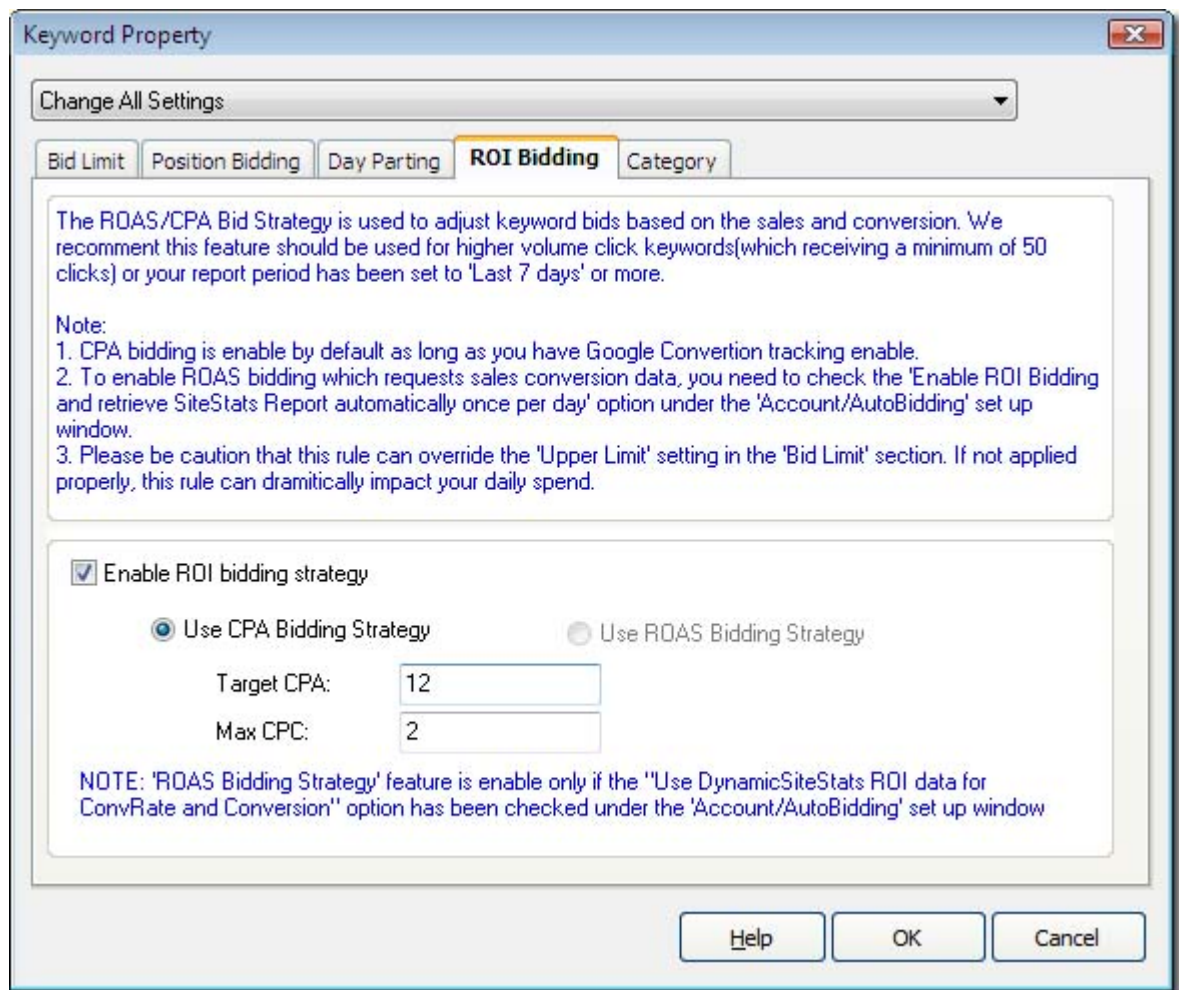 Keyword Property
Change All Settings
Bid Limit Position Bidding Day Parting ROI Bidding Category
The ROAS/CPA Bid Strategy is used to adjust keyword bids based on the sales and conversion. We
recomment this feature should be used for higher volume click keywords(which receiving a minimum of 50
clicks) or your report period has been set to 'Last 7 days' or more.
Note:
1. CPA bidding is enable by default as long as you have Google Convertion tracking enable.
2. To enable ROAS bidding which requests sales conversion data, you need to check the 'Enable ROI Bidding
and retrieve SiteStats Report automatically once per day' option under the 'Account/AutoBidding' set up
window.
3. Please be caution that this rule can override the 'Upper Limit' setting in the 'Bid Limit' section. If not applied
properly, this rule can dramitically impact your daily spend.
Enable ROI bidding strategy
Use CPA Bidding Strategy Use ROAS Bidding Strategy
Target CPA: 12
Max CPC: 2
NOTE: 'ROAS Bidding Strategy' feature is enable only if the "Use DynamicSiteStats ROI data for
ConvRate and Conversion" option has been checked under the 'Account/AutoBidding' set up window
Help OK Cancel